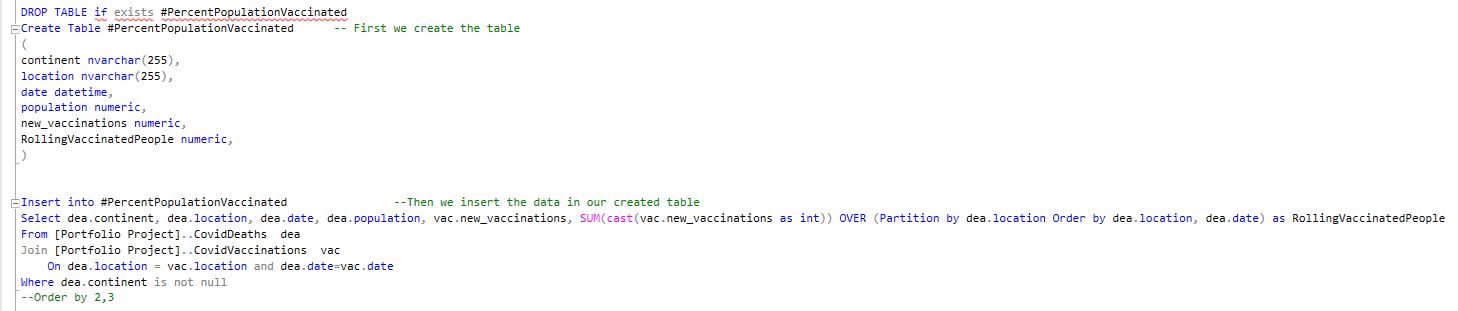 DROP TABLE if exists #PercentPopulationVaccinated
Create Table #PercentPopulationVaccinated -- First we create the table
(
continent nvarchar(255),
location nvarchar(255),
date datetime,
population numeric,
new_vaccinations numeric,
RollingVaccinatedPeople numeric,
)
Insert into #PercentPopulationVaccinated --Then we insert the data in our created table
Select dea.continent, dea.location, dea.date, dea.population, vac.new_vaccinations, SUM(cast(vac.new_vaccinations as int)) OVER (Partition by dea.location Order by dea.location, dea.date) as RollingVaccinatedPeople
From [Portfolio Project]..CovidDeaths dea
Join [Portfolio Project]..CovidVaccinations vac
On dea.location = vac.location and dea.date=vac.date
Where dea.continent is not null
--Order by 2,3